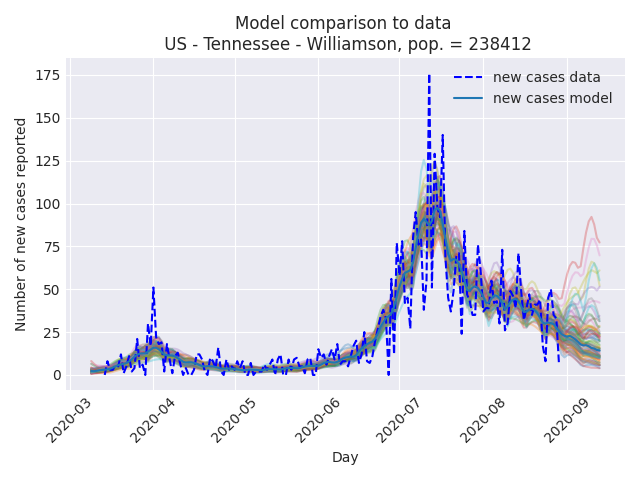 Model comparison to data
US - Tennessee - Williamson, pop. = 238412
new cases data
new cases model
Number of new cases reported
175
150
125
100
75
50
25
0
2020-03
2020-04
2020-05
2020-06
2020-07
2020-08
2020-09
Day